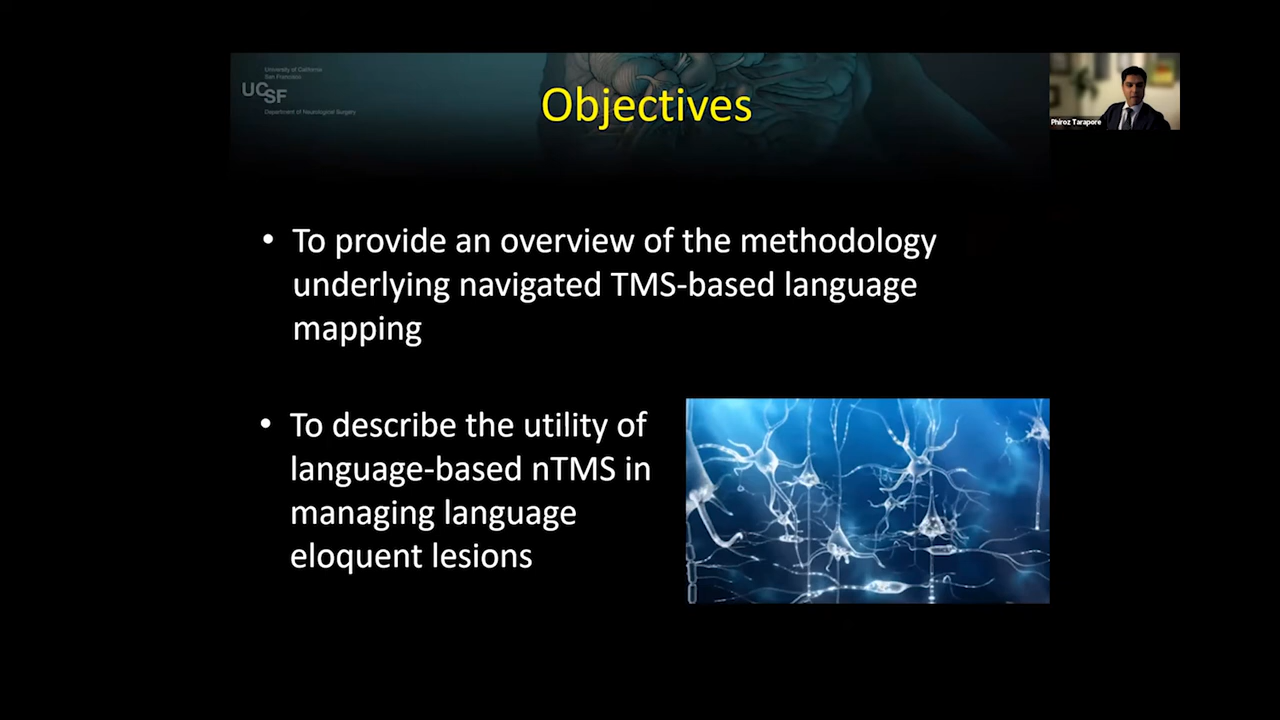 University of California
San Francisco
UCSF
Department of Neurological Surgery
Objectives
Phiroz Tarapore
• To provide an overview of the methodology
underlying navigated TMS-based language
mapping
• To describe the utility of
language-based nTMS in
managing language
eloquent lesions